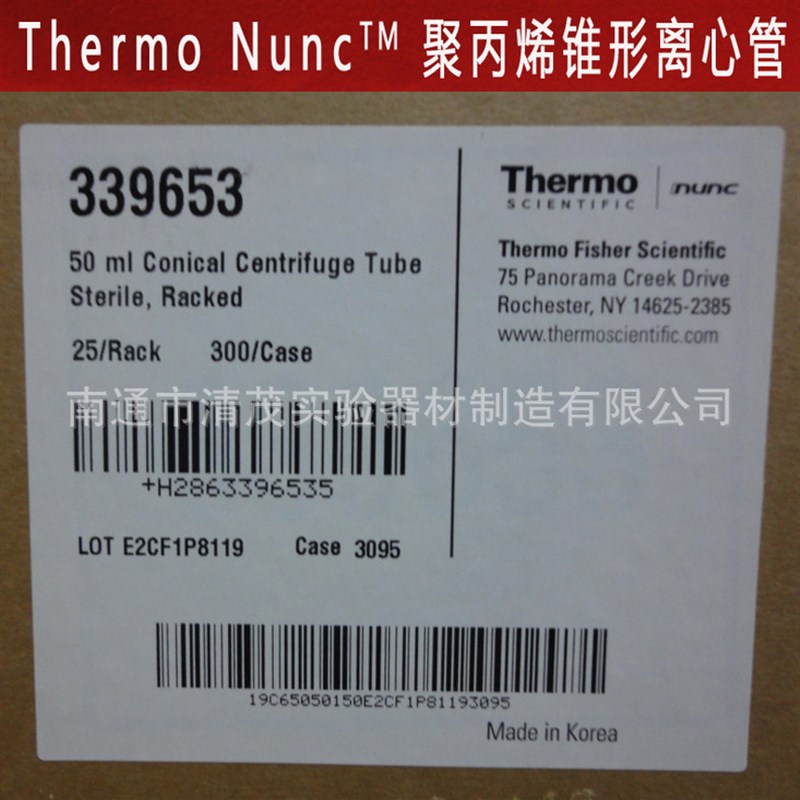 Thermo Nunc™ 聚丙烯锥形离心管
339653
50 ml Conical Centrifuge Tube
Sterile, Racked
25/Rack 300/Case
+H2863396535
LOT E2CF1P8119 Case 3095
Thermo
SCIENTIFIC
nunc
Thermo Fisher Scientific
75 Panorama Creek Drive
Rochester, NY 14625-2385
www.thermoscientific.com
南通市清茂实验器材制造有限公司
19C65050150E2CF1P81193095
Made in Korea